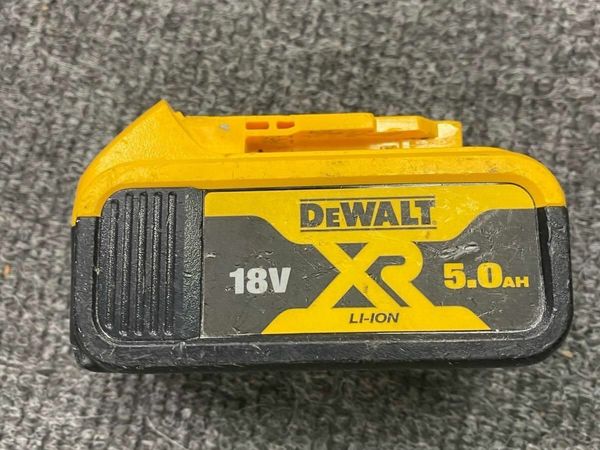 DEWALT
18V XR 5.0AH
LI-ION